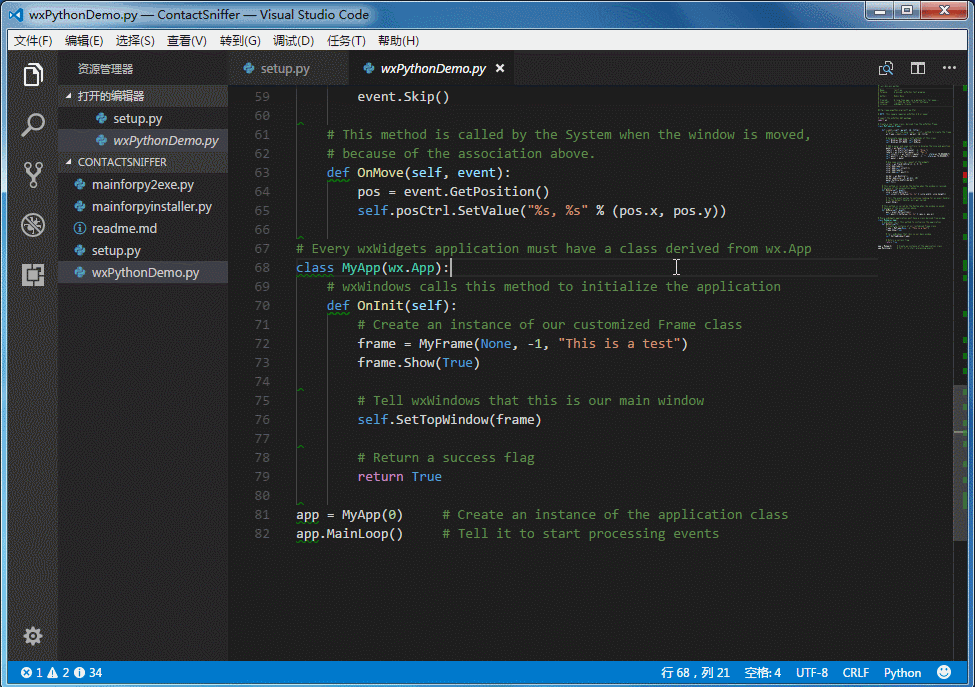 wxPythonDemo.py — ContactSniffer — Visual Studio Code
文件(F) 编辑(E) 选择(S) 查看(V) 转到(G) 调试(D) 任务(T) 帮助(H)
资源管理器
打开的编辑器
setup.py
wxPythonDemo.py
CONTACTSNIFFER
mainforpy2exe.py
mainforpyinstaller.py
readme.md
setup.py
wxPythonDemo.py
setup.py wxPythonDemo.py
59 event.Skip()
60
61 # This method is called by the System when the window is moved,
62 # because of the association above.
63 def OnMove(self, event):
64 pos = event.GetPosition()
65 self.posCtrl.SetValue("%s, %s" % (pos.x, pos.y))
66
67 # Every wxWidgets application must have a class derived from wx.App
68 class MyApp(wx.App):
69 # wxWindows calls this method to initialize the application
70 def OnInit(self):
71 # Create an instance of our customized Frame class
72 frame = MyFrame(None, -1, "This is a test")
73 frame.Show(True)
74
75 # Tell wxWindows that this is our main window
76 self.SetTopWindow(frame)
77
78 # Return a success flag
79 return True
80
81 app = MyApp(0) # Create an instance of the application class
82 app.MainLoop() # Tell it to start processing events
1 2 34 行 68，列 21 空格: 4 UTF-8 CRLF Python